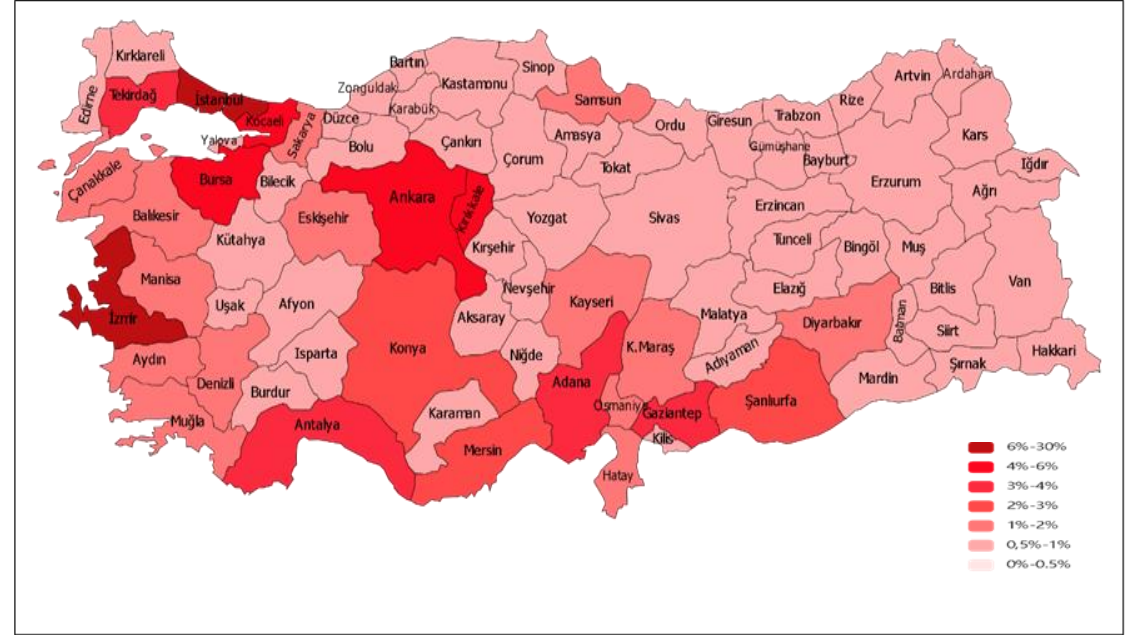 Kırklareli
Edirne
Tekirdağ
İstanbul
Kocaeli
Yalova
Sakarya
Düzce
Zonguldak
Bartın
Karabük
Kastamonu
Sinop
Samsun
Bolu
Çankırı
Çorum
Amasya
Tokat
Ordu
Giresun
Trabzon
Gümüşhane
Bayburt
Rize
Artvin
Ardahan
Kars
Iğdır
Ağrı
Erzurum
Erzincan
Çanakkale
Balıkesir
Bursa
Bilecik
Eskişehir
Ankara
Kırıkkale
Kırşehir
Yozgat
Sivas
Tunceli
Bingöl
Muş
Bitlis
Van
Kütahya
Manisa
Uşak
Afyon
İzmir
Aydın
Denizli
Isparta
Burdur
Muğla
Antalya
Konya
Aksaray
Nevşehir
Niğde
Kayseri
Karaman
Mersin
Adana
K.Maraş
Osmaniye
Hatay
Gaziantep
Kilis
Malatya
Adıyaman
Elazığ
Diyarbakır
Şanlıurfa
Batman
Siirt
Mardin
Şırnak
Hakkari
6%-30%
4%-6%
3%-4%
2%-3%
1%-2%
0,5%-1%
0%-0.5%